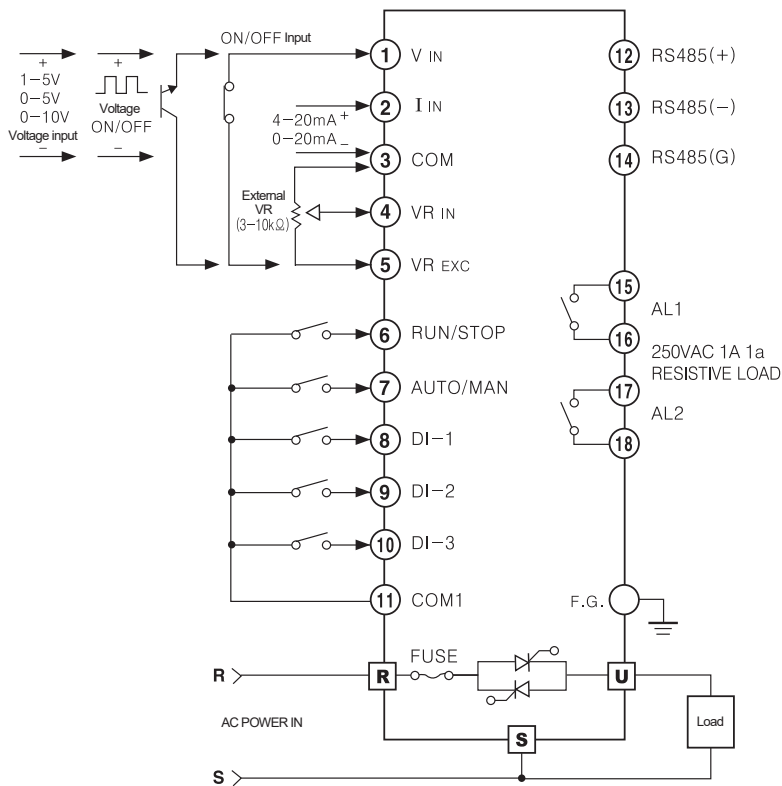 ON/OFF Input
+
1-5V
0-5V
0-10V
Voltage input
-
+
Voltage
ON/OFF
-
4-20mA +
0-20mA -
External
VR
(3-10kΩ)
1 V IN
2 I IN
3 COM
4 VR IN
5 VR EXC
6 RUN/STOP
7 AUTO/MAN
8 DI-1
9 DI-2
10 DI-3
11 COM1
12 RS485(+)
13 RS485(-)
14 RS485(G)
15
AL1
16
250VAC 1A 1a
RESISTIVE LOAD
17
AL2
18
F.G.
R
R
FUSE
U
AC POWER IN
Load
S
S